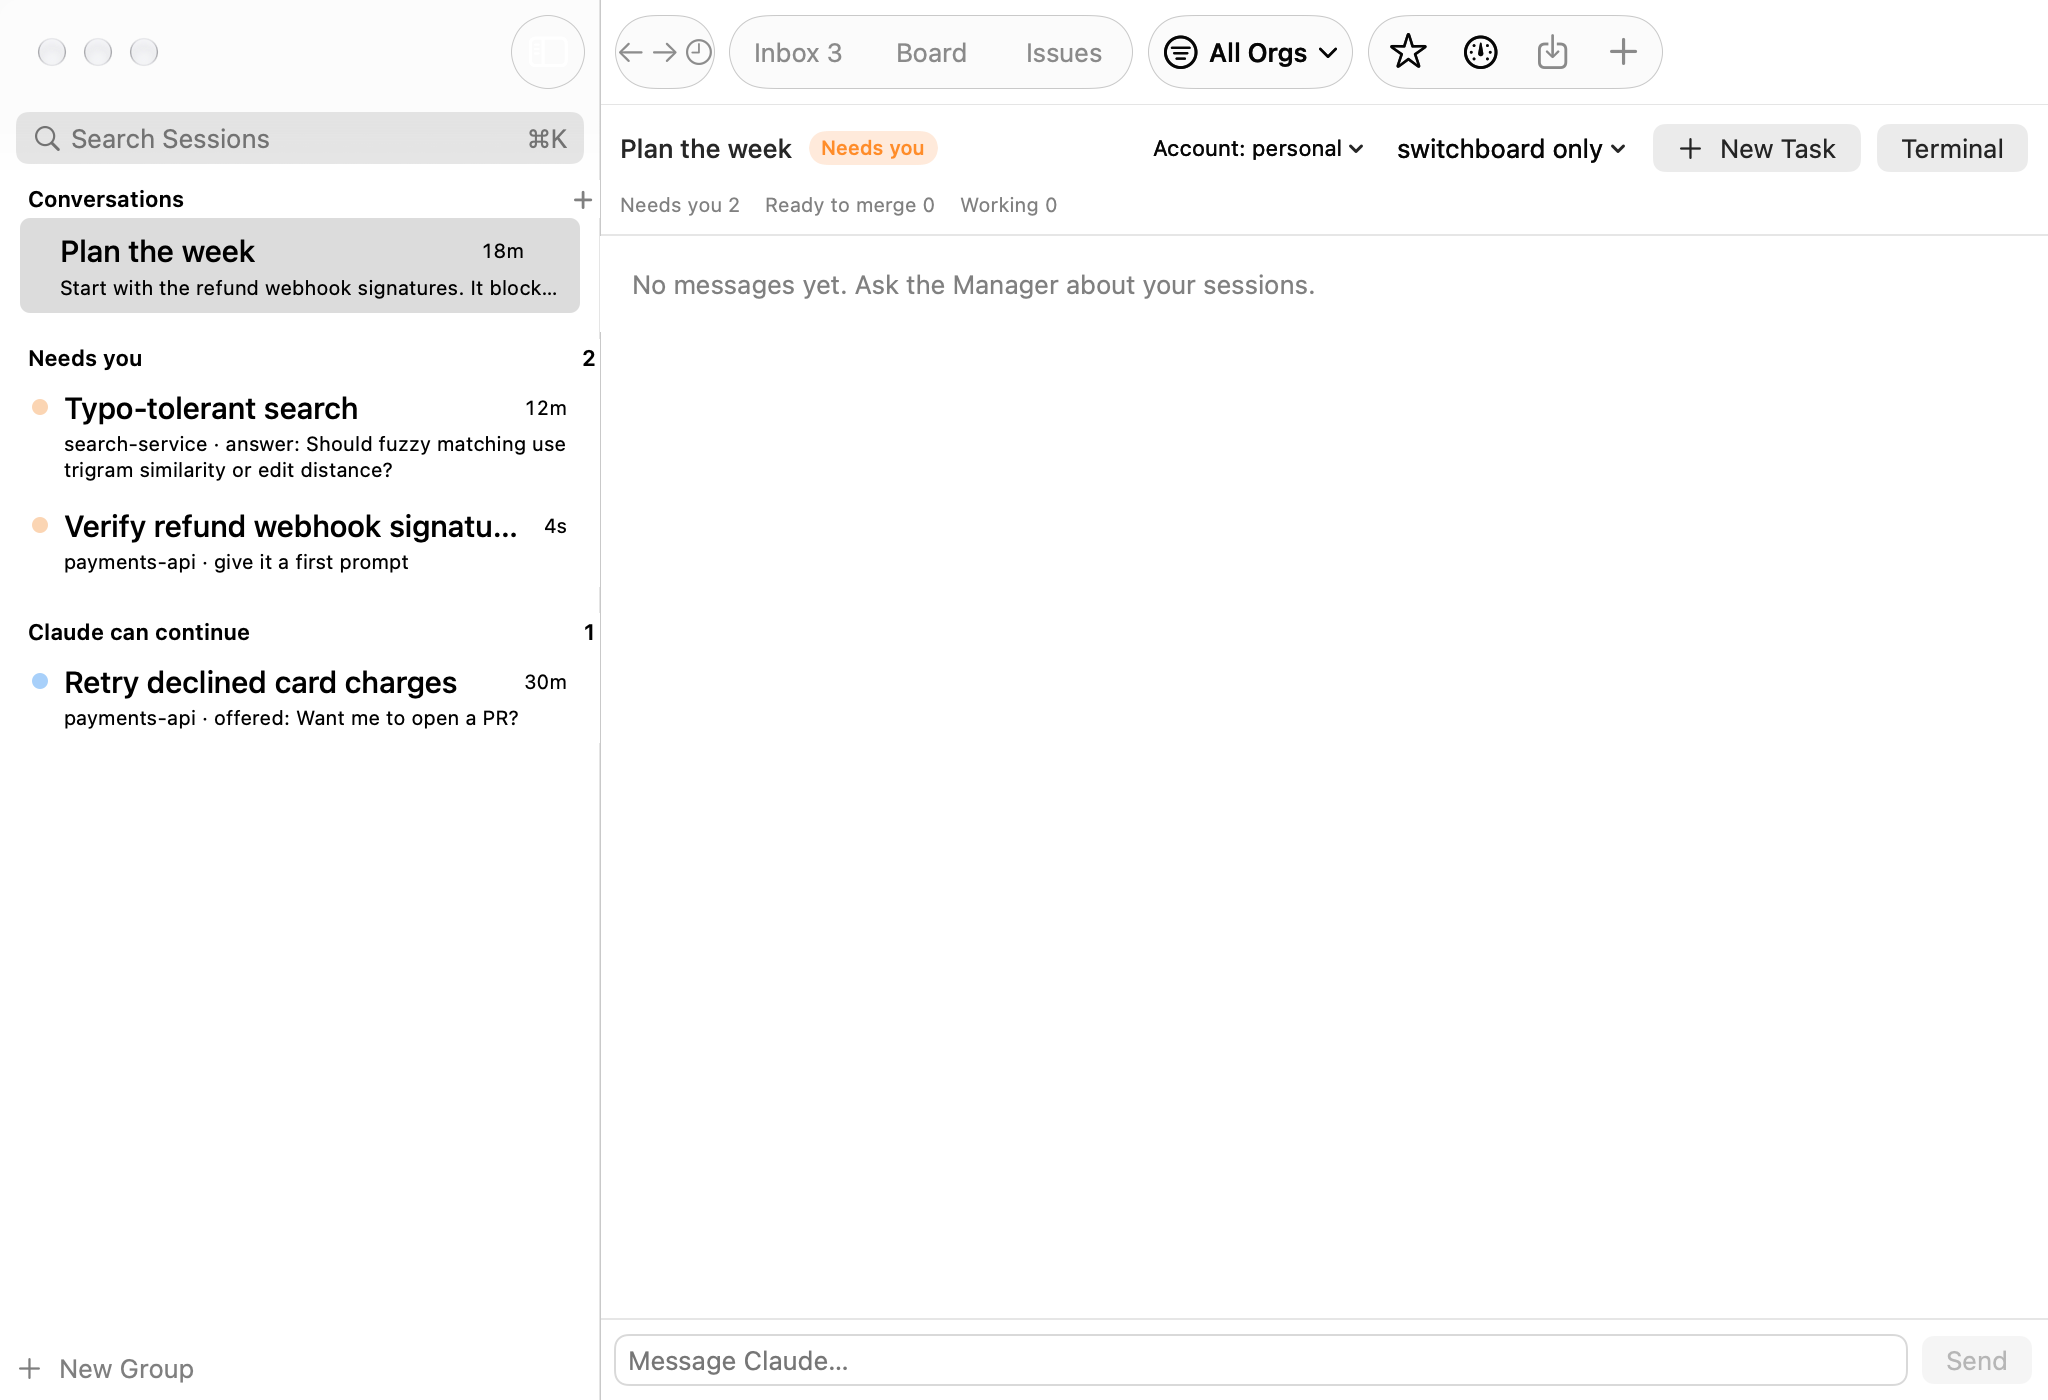 Inbox 3
Board
Issues
All Orgs
Search Sessions
⌘K
Conversations
Plan the week
18m
Start with the refund webhook signatures. It block...
Needs you
2
Typo-tolerant search
12m
search-service · answer: Should fuzzy matching use
trigram similarity or edit distance?
Verify refund webhook signatu...
4s
payments-api · give it a first prompt
Claude can continue
1
Retry declined card charges
30m
payments-api · offered: Want me to open a PR?
New Group
Plan the week
Needs you
Account: personal
switchboard only
New Task
Terminal
Needs you 2
Ready to merge 0
Working 0
No messages yet. Ask the Manager about your sessions.
Message Claude...
Send